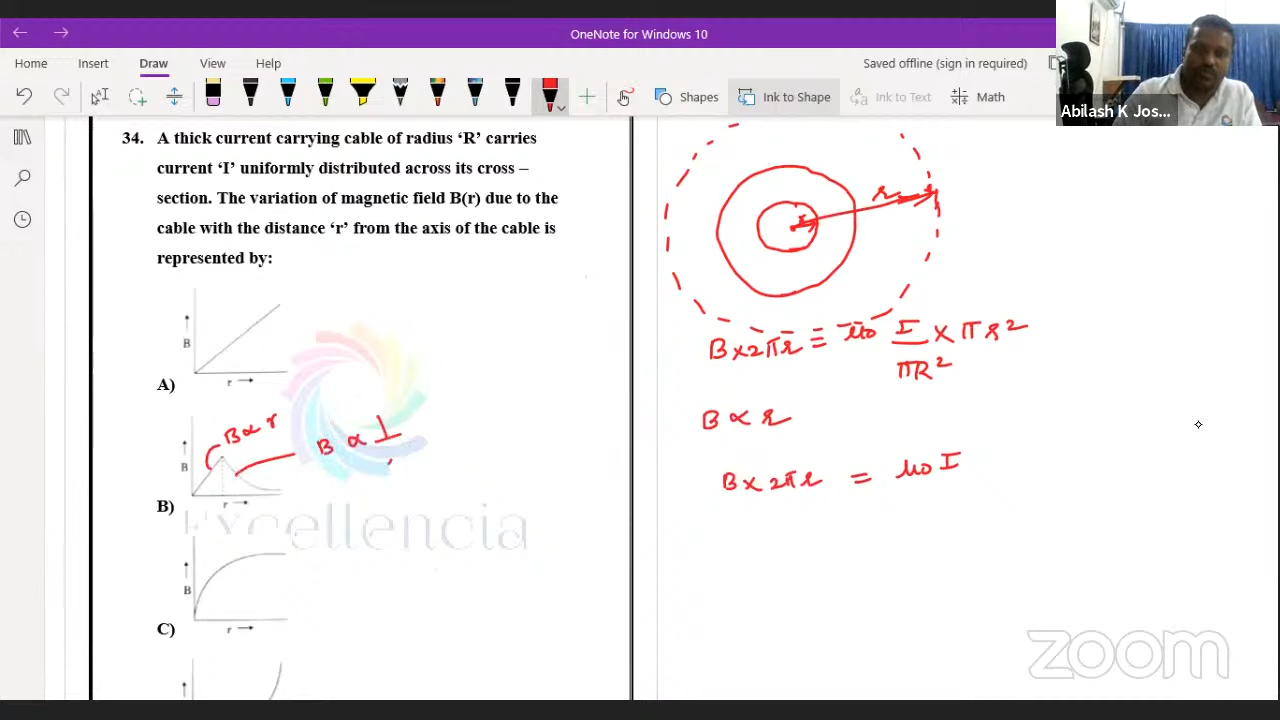 OneNote for Windows 10
Home Insert Draw View Help
Saved offline (sign in required)
Shapes Ink to Shape Ink to Text Math
Abilash K Jos...
34. A thick current carrying cable of radius ‘R’ carries
current ‘I’ uniformly distributed across its cross –
section. The variation of magnetic field B(r) due to the
cable with the distance ‘r’ from the axis of the cable is
represented by:
B
r
A)
B
r
B ∝ r
B ∝ 1
B)
Excellencia
B
r
C)
r
r
B×2πr = μ0 I/πR² × πr²
B ∝ r
B×2πr = μ0 I
zoom